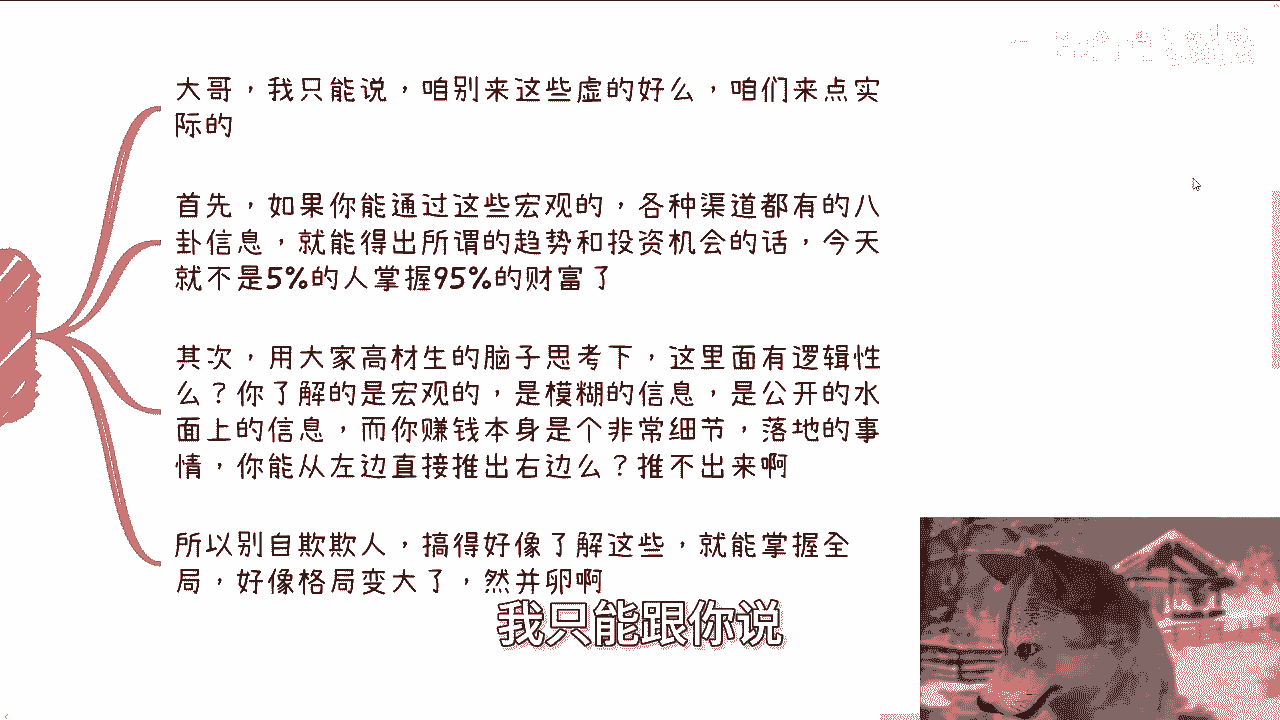 大哥，我只能说，咱别来这些虚的好么，咱们来点实
际的
首先，如果你能通过这些宏观的，各种渠道都有的八
卦信息，就能得出所谓的趋势和投资机会的话，今天
就不是5%的人掌握95%的财富了
其次，用大家高材生的脑子思考下，这里面有逻辑性
么？你了解的是宏观的，是模糊的信息，是公开的水
面上的信息，而你赚钱本身是个非常细节，落地的事
情，你能从左边直接推出右边么？推不出来啊
所以别自欺欺人，搞得好像了解这些，就能掌握全
局，好像格局变大了，然并卵啊
我只能跟你说